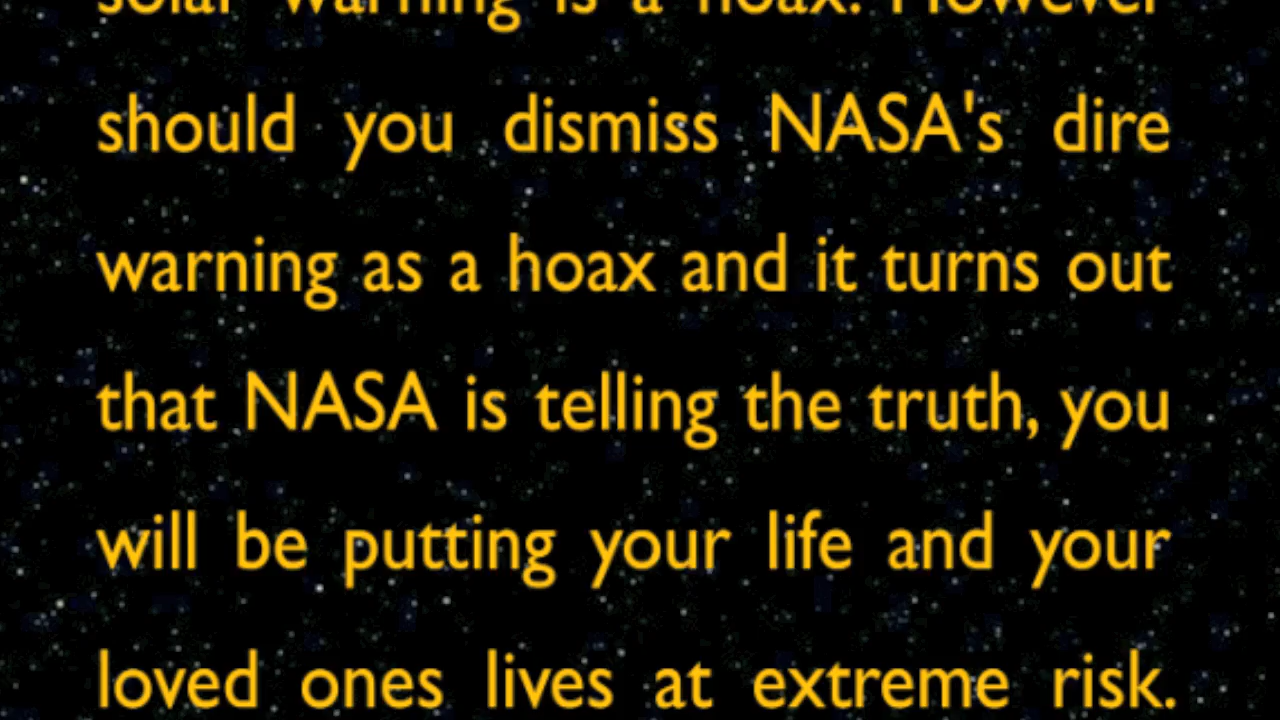 solar warning is a hoax. However
should you dismiss NASA's dire
warning as a hoax and it turns out
that NASA is telling the truth, you
will be putting your life and your
loved ones lives at extreme risk.